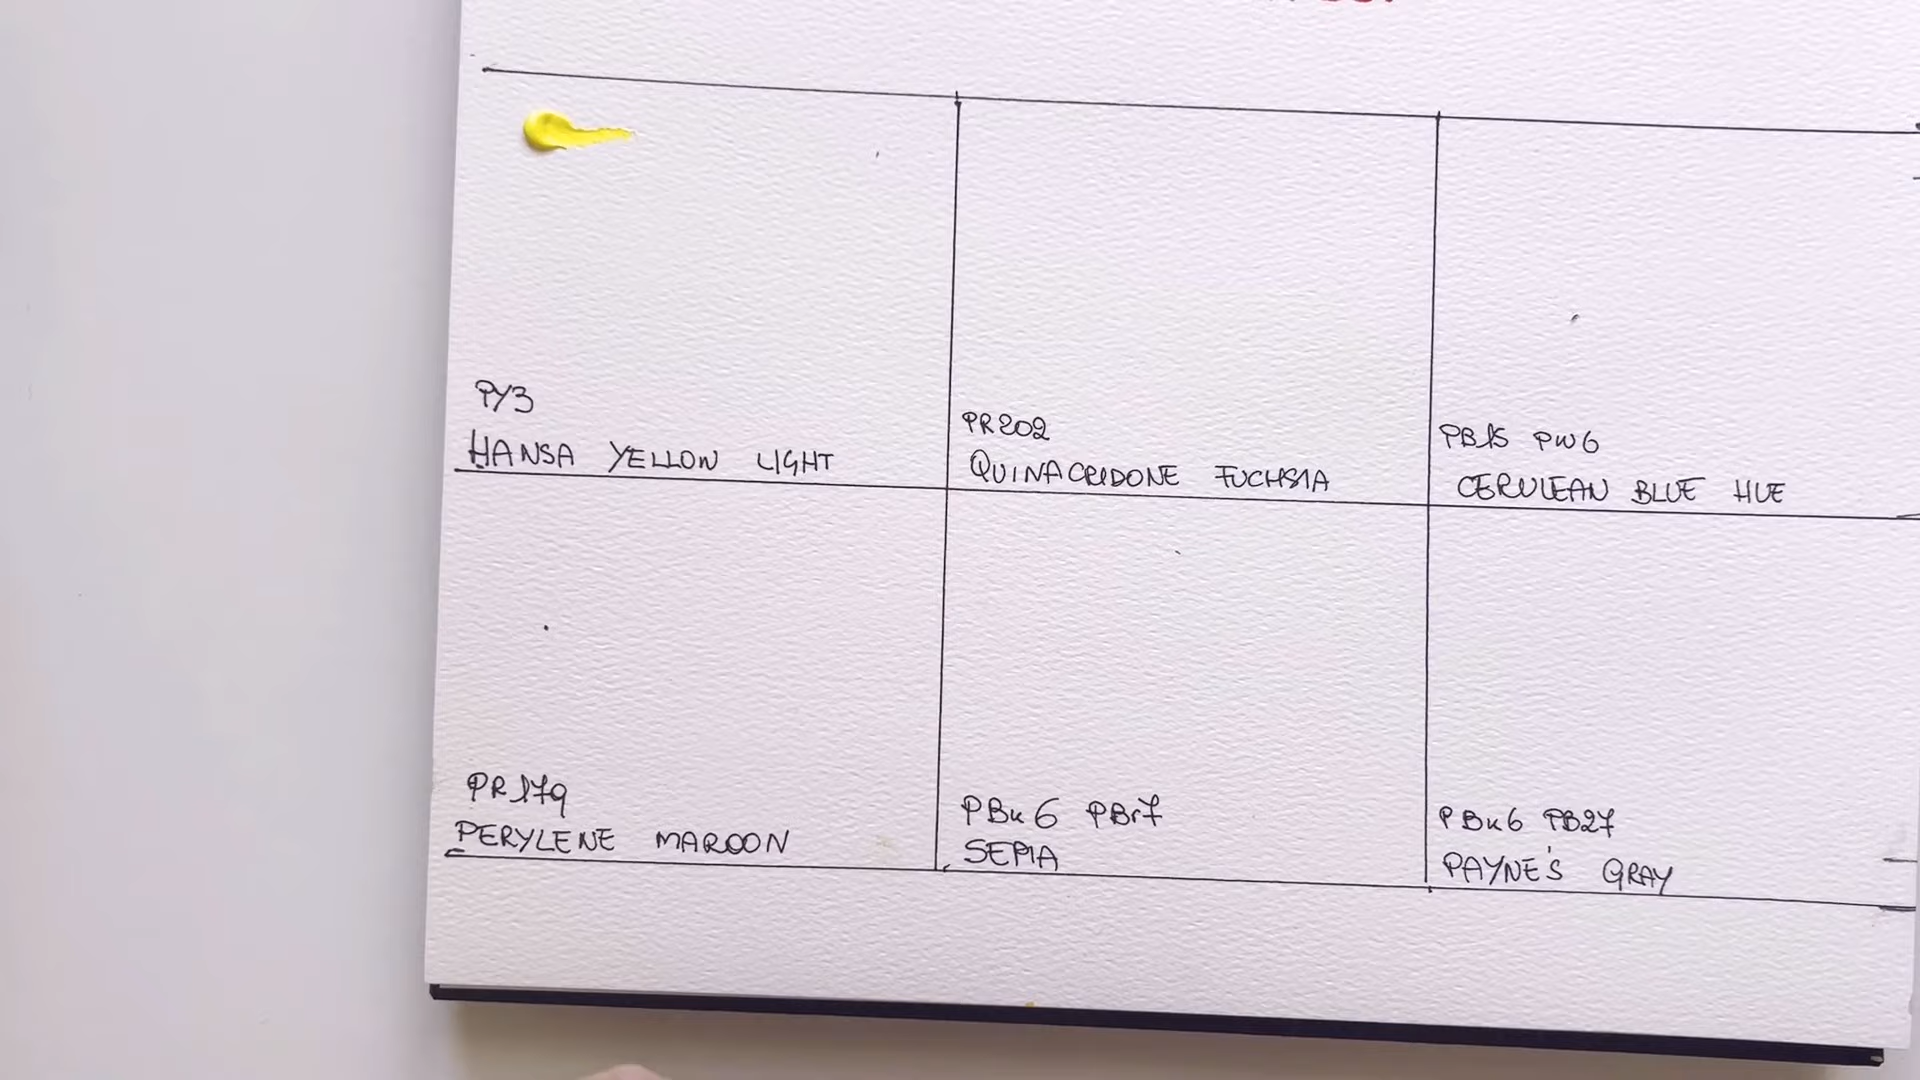 PY3
HANSA YELLOW LIGHT
PR202
QUINACRIDONE FUCHSIA
PB15 PW6
CERULEAN BLUE HUE
PR179
PERYLENE MAROON
PBk6 PBr7
SEPIA
PBk6 PB27
PAYNE'S GRAY